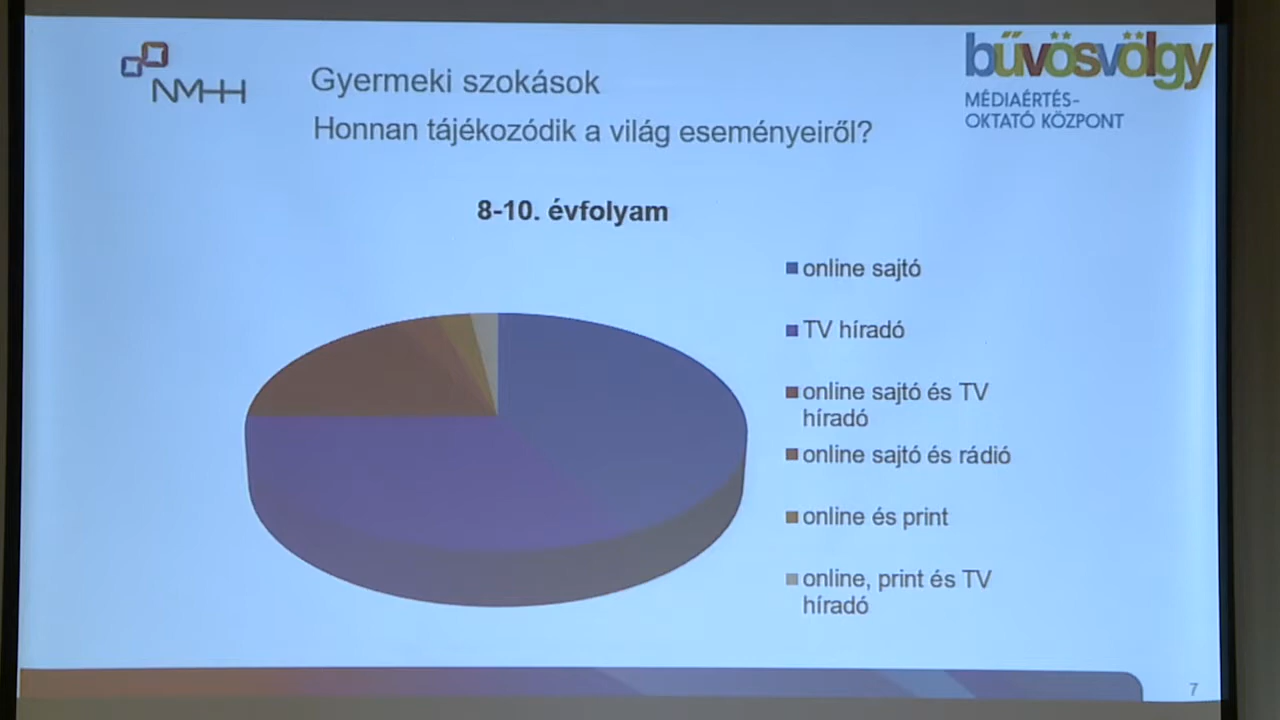 NMHH
Gyermeki szokások
Honnan tájékozódik a világ eseményeiről?
bűvösvölgy
MÉDIAÉRTÉS-
OKTATÓ KÖZPONT
8-10. évfolyam
online sajtó
TV híradó
online sajtó és TV
híradó
online sajtó és rádió
online és print
online, print és TV
híradó
7